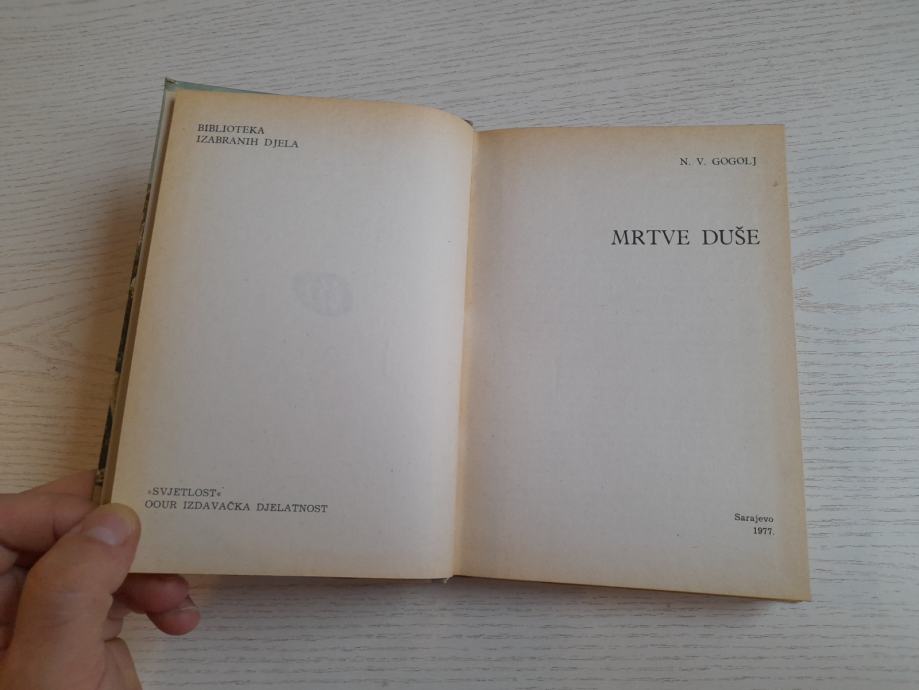 BIBLIOTEKA
IZABRANIH DJELA
»SVJETLOST«
OOUR IZDAVAČKA DJELATNOST
N. V. GOGOLJ
MRTVE DUŠE
Sarajevo
1977.